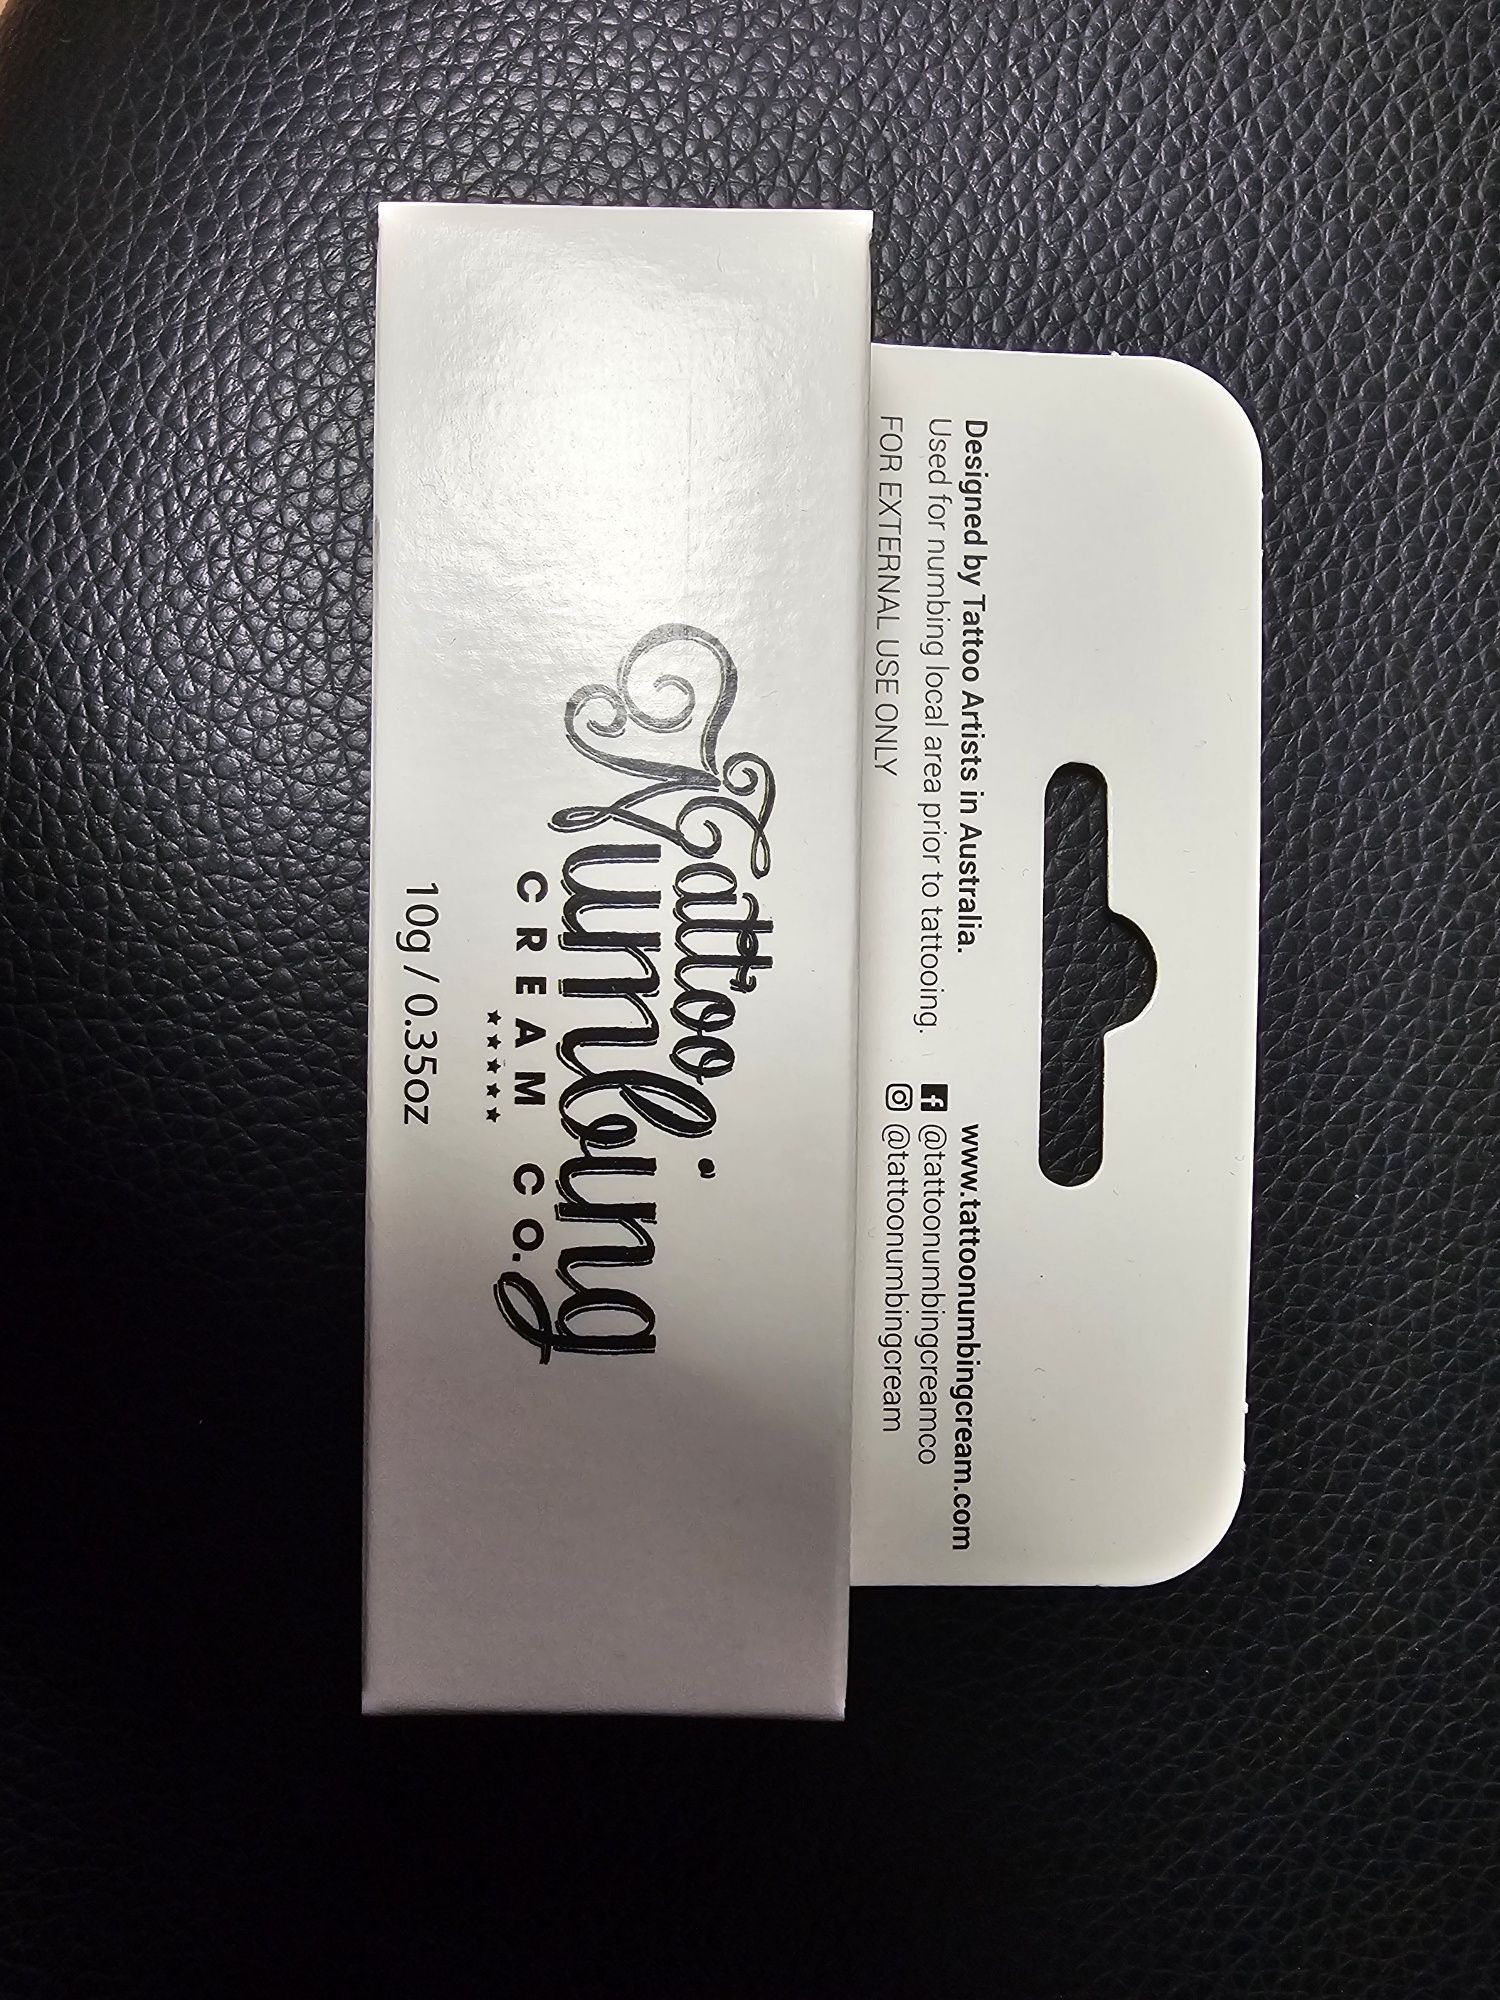 Designed by Tattoo Artists in Australia.
Used for numbing local area prior to tattooing.
FOR EXTERNAL USE ONLY
www.tattoonumbingcream.com
@tattoonumbingcreamco
@tattoonumbingcream
Tattoo
Numbing
CREAM CO.
10g / 0.35oz